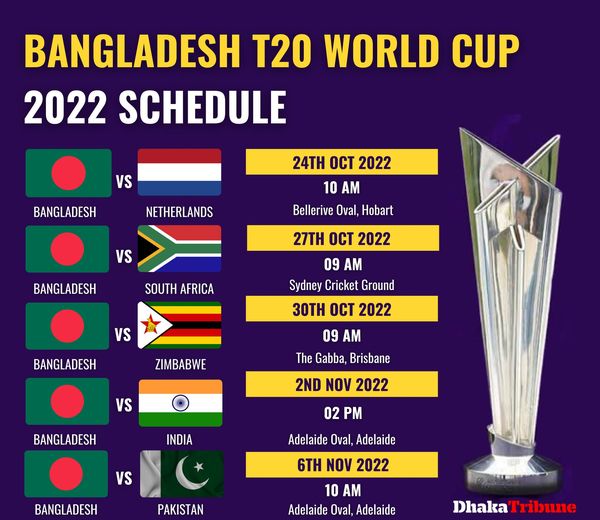 BANGLADESH T20 WORLD CUP
2022 SCHEDULE
VS
BANGLADESH NETHERLANDS
24TH OCT 2022
10 AM
Bellerive Oval, Hobart
VS
BANGLADESH SOUTH AFRICA
27TH OCT 2022
09 AM
Sydney Cricket Ground
VS
BANGLADESH ZIMBABWE
30TH OCT 2022
09 AM
The Gabba, Brisbane
VS
BANGLADESH INDIA
2ND NOV 2022
02 PM
Adelaide Oval, Adelaide
VS
BANGLADESH PAKISTAN
6TH NOV 2022
10 AM
Adelaide Oval, Adelaide
DhakaTribune